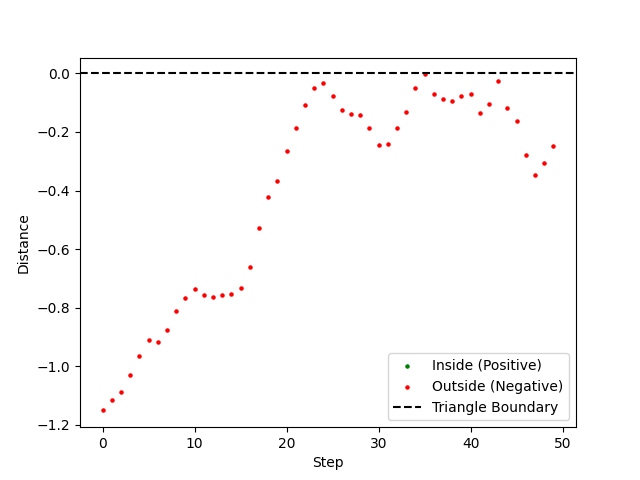 0.0
−0.2
−0.4
−0.6
−0.8
−1.0
−1.2
Distance
0
10
20
30
40
50
Step
Inside (Positive)
Outside (Negative)
Triangle Boundary